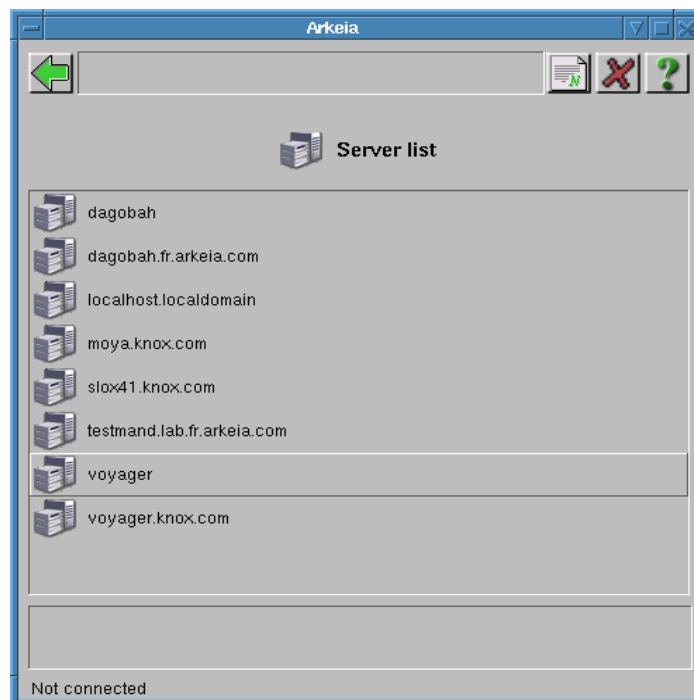 Arkeia
N
?
Server list
dagobah
dagobah.fr.arkeia.com
localhost.localdomain
moya.knox.com
slox41.knox.com
testmand.lab.fr.arkeia.com
voyager
voyager.knox.com
Not connected